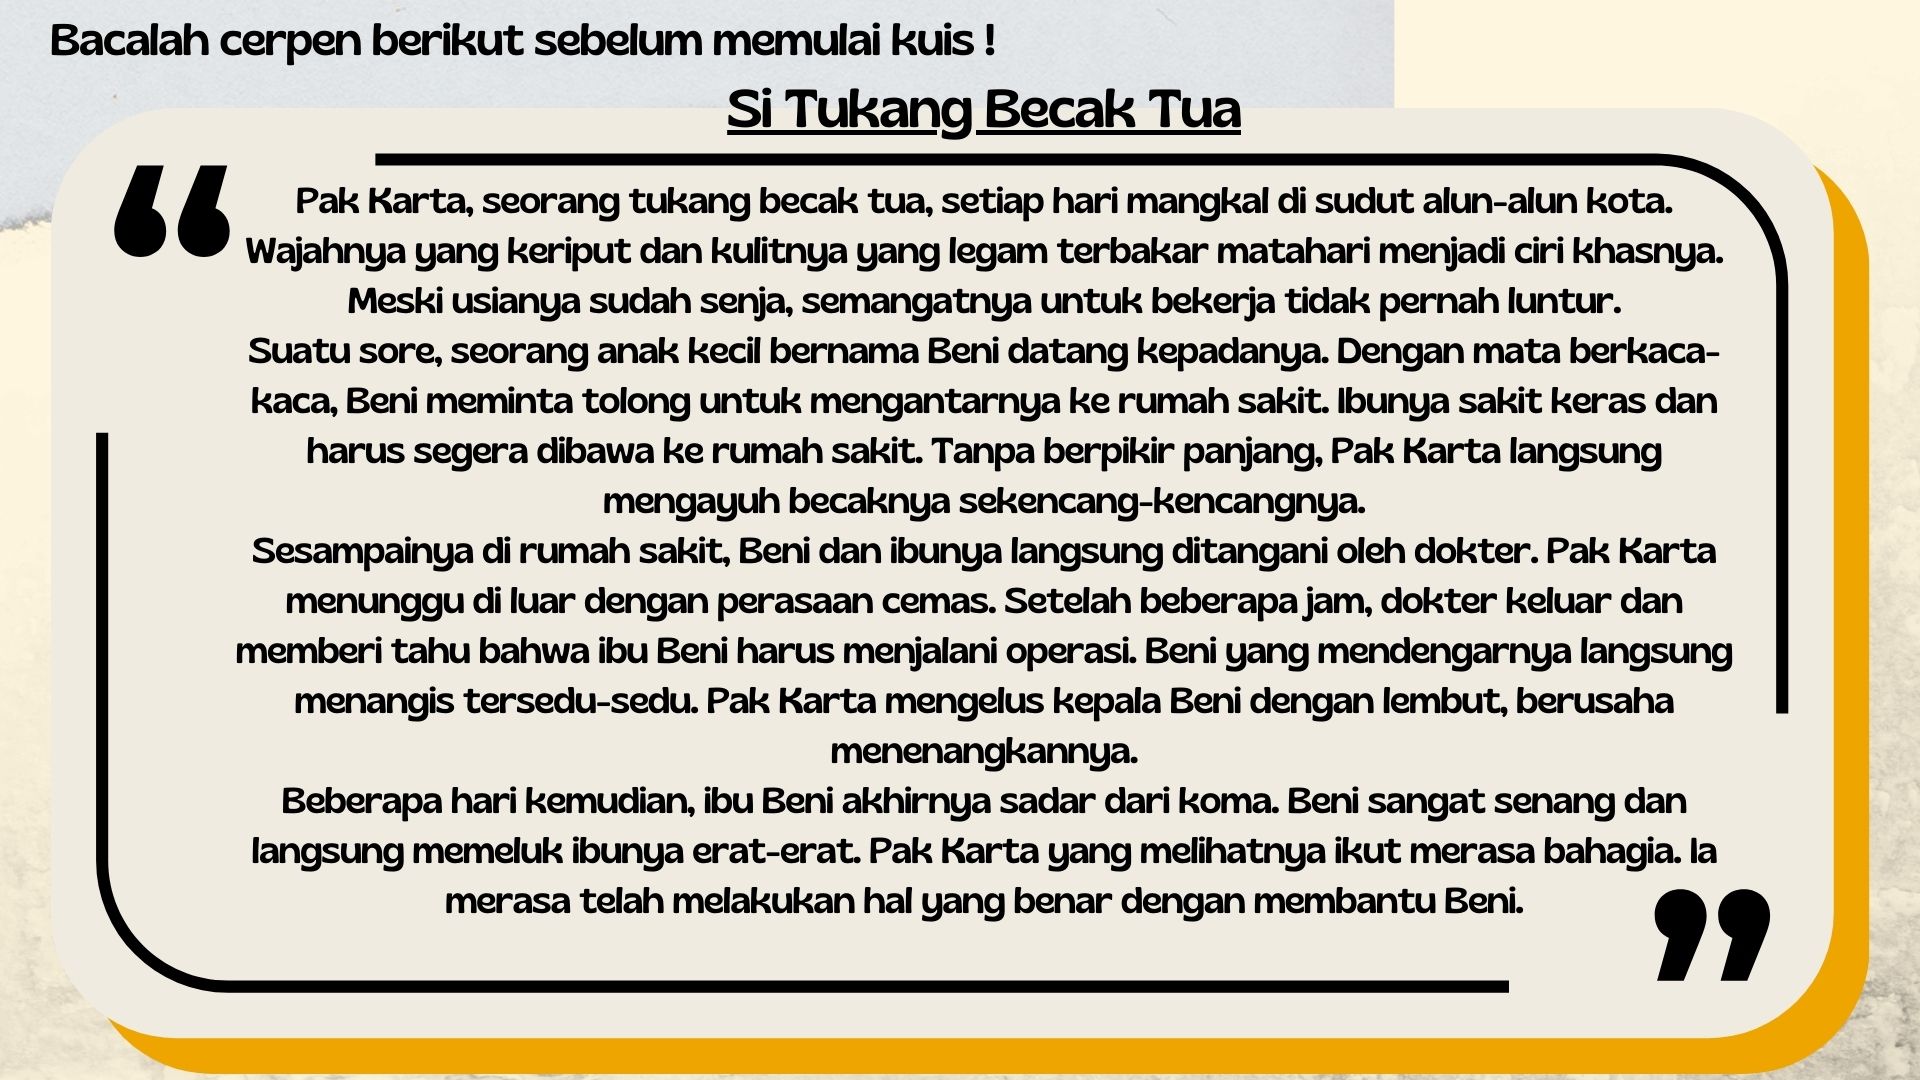 Bacalah cerpen berikut sebelum memulai kuis !
Si Tukang Becak Tua
“
Pak Karta, seorang tukang becak tua, setiap hari mangkal di sudut alun-alun kota.
Wajahnya yang keriput dan kulitnya yang legam terbakar matahari menjadi ciri khasnya.
Meski usianya sudah senja, semangatnya untuk bekerja tidak pernah luntur.
Suatu sore, seorang anak kecil bernama Beni datang kepadanya. Dengan mata berkaca-
kaca, Beni meminta tolong untuk mengantarnya ke rumah sakit. Ibunya sakit keras dan
harus segera dibawa ke rumah sakit. Tanpa berpikir panjang, Pak Karta langsung
mengayuh becaknya sekencang-kencangnya.
Sesampainya di rumah sakit, Beni dan ibunya langsung ditangani oleh dokter. Pak Karta
menunggu di luar dengan perasaan cemas. Setelah beberapa jam, dokter keluar dan
memberi tahu bahwa ibu Beni harus menjalani operasi. Beni yang mendengarnya langsung
menangis tersedu-sedu. Pak Karta mengelus kepala Beni dengan lembut, berusaha
menenangkannya.
Beberapa hari kemudian, ibu Beni akhirnya sadar dari koma. Beni sangat senang dan
langsung memeluk ibunya erat-erat. Pak Karta yang melihatnya ikut merasa bahagia. Ia
merasa telah melakukan hal yang benar dengan membantu Beni.
”